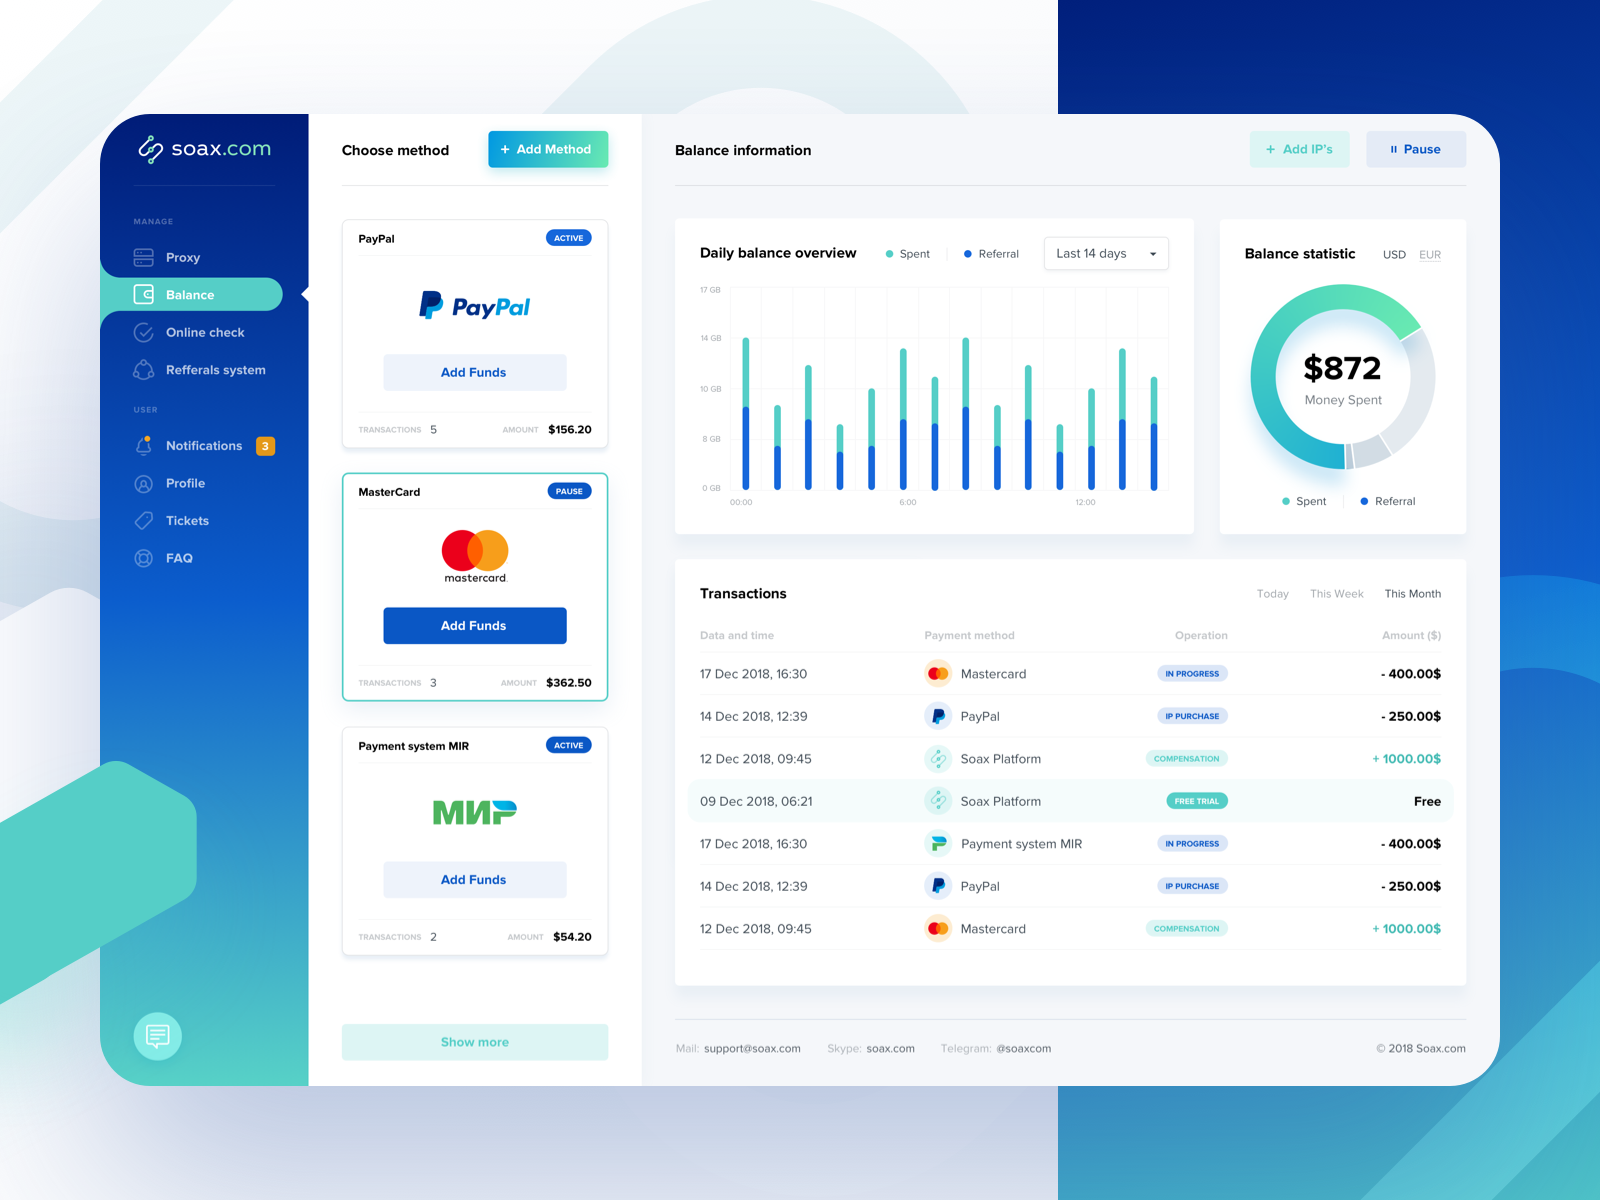 soax.com
MANAGE
Proxy
Balance
Online check
Refferals system
USER
Notifications 3
Profile
Tickets
FAQ
Choose method
+ Add Method
PayPal ACTIVE
PayPal
Add Funds
TRANSACTIONS 5 AMOUNT $156.20
MasterCard PAUSE
mastercard.
Add Funds
TRANSACTIONS 3 AMOUNT $362.50
Payment system MIR ACTIVE
МИР
Add Funds
TRANSACTIONS 2 AMOUNT $54.20
Show more
Balance information
+ Add IP's
Pause
Daily balance overview Spent Referral Last 14 days
17 GB
14 GB
10 GB
8 GB
0 GB
00:00 6:00 12:00
Balance statistic USD EUR
$872
Money Spent
Spent Referral
Transactions Today This Week This Month
Data and time Payment method Operation Amount ($)
17 Dec 2018, 16:30 Mastercard IN PROGRESS - 400.00$
14 Dec 2018, 12:39 PayPal IP PURCHASE - 250.00$
12 Dec 2018, 09:45 Soax Platform COMPENSATION + 1000.00$
09 Dec 2018, 06:21 Soax Platform FREE TRIAL Free
17 Dec 2018, 16:30 Payment system MIR IN PROGRESS - 400.00$
14 Dec 2018, 12:39 PayPal IP PURCHASE - 250.00$
12 Dec 2018, 09:45 Mastercard COMPENSATION + 1000.00$
Mail: support@soax.com Skype: soax.com Telegram: @soaxcom © 2018 Soax.com